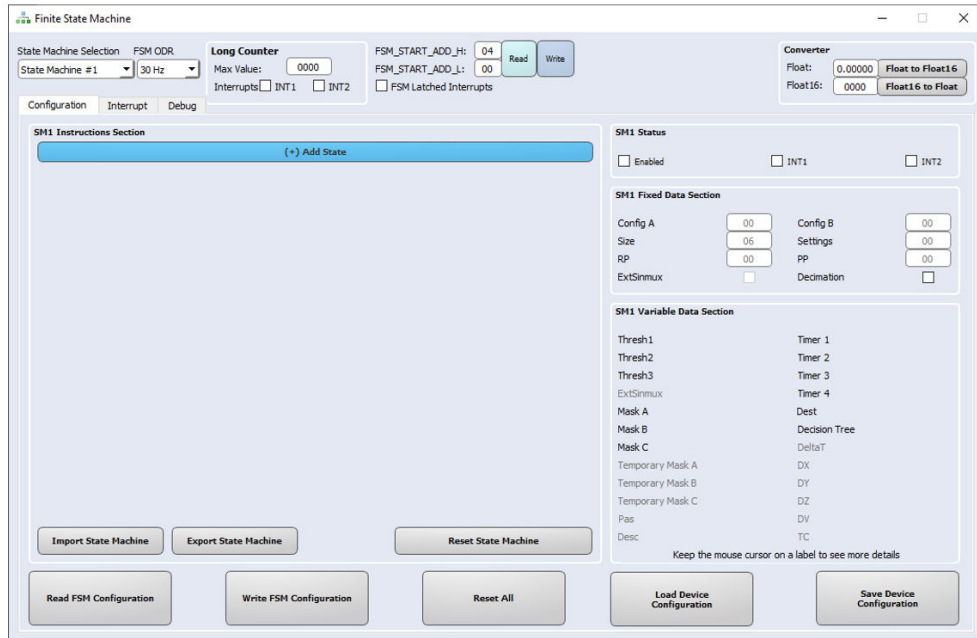 Finite State Machine
State Machine Selection FSM ODR
State Machine #1 30 Hz
Long Counter
Max Value: 0000
Interrupts INT1 INT2
FSM_START_ADD_H: 04
FSM_START_ADD_L: 00
Read Write
FSM Latched Interrupts
Converter
Float: 0.00000 Float to Float16
Float16: 0000 Float16 to Float
Configuration Interrupt Debug
SM1 Instructions Section
(+) Add State
Import State Machine Export State Machine Reset State Machine
SM1 Status
Enabled INT1 INT2
SM1 Fixed Data Section
Config A 00 Config B 00
Size 06 Settings 00
RP 00 PP 00
ExtSinmux Decimation
SM1 Variable Data Section
Thresh1 Timer 1
Thresh2 Timer 2
Thresh3 Timer 3
ExtSinmux Timer 4
Mask A Dest
Mask B Decision Tree
Mask C DeltaT
Temporary Mask A DX
Temporary Mask B DY
Temporary Mask C DZ
Pas DV
Desc TC
Keep the mouse cursor on a label to see more details
Read FSM Configuration Write FSM Configuration Reset All
Load Device
Configuration
Save Device
Configuration